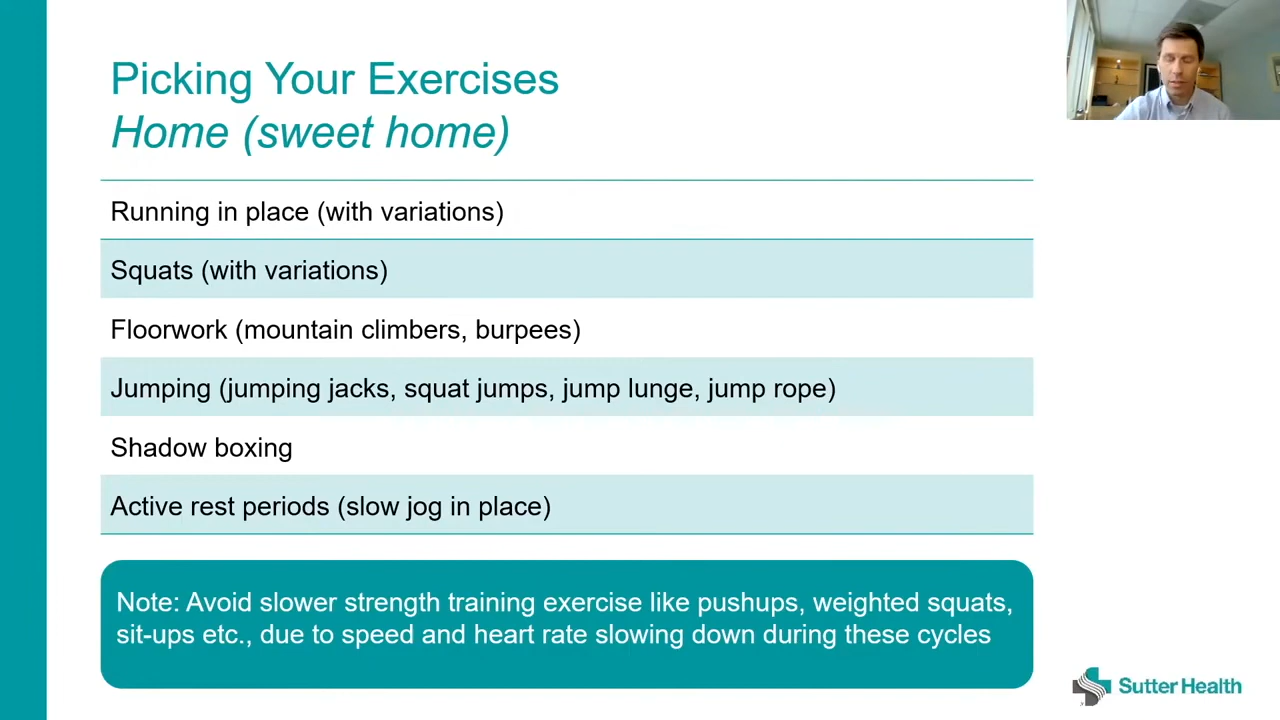 Picking Your Exercises
Home (sweet home)
Running in place (with variations)
Squats (with variations)
Floorwork (mountain climbers, burpees)
Jumping (jumping jacks, squat jumps, jump lunge, jump rope)
Shadow boxing
Active rest periods (slow jog in place)
Note: Avoid slower strength training exercise like pushups, weighted squats,
sit-ups etc., due to speed and heart rate slowing down during these cycles
Sutter Health